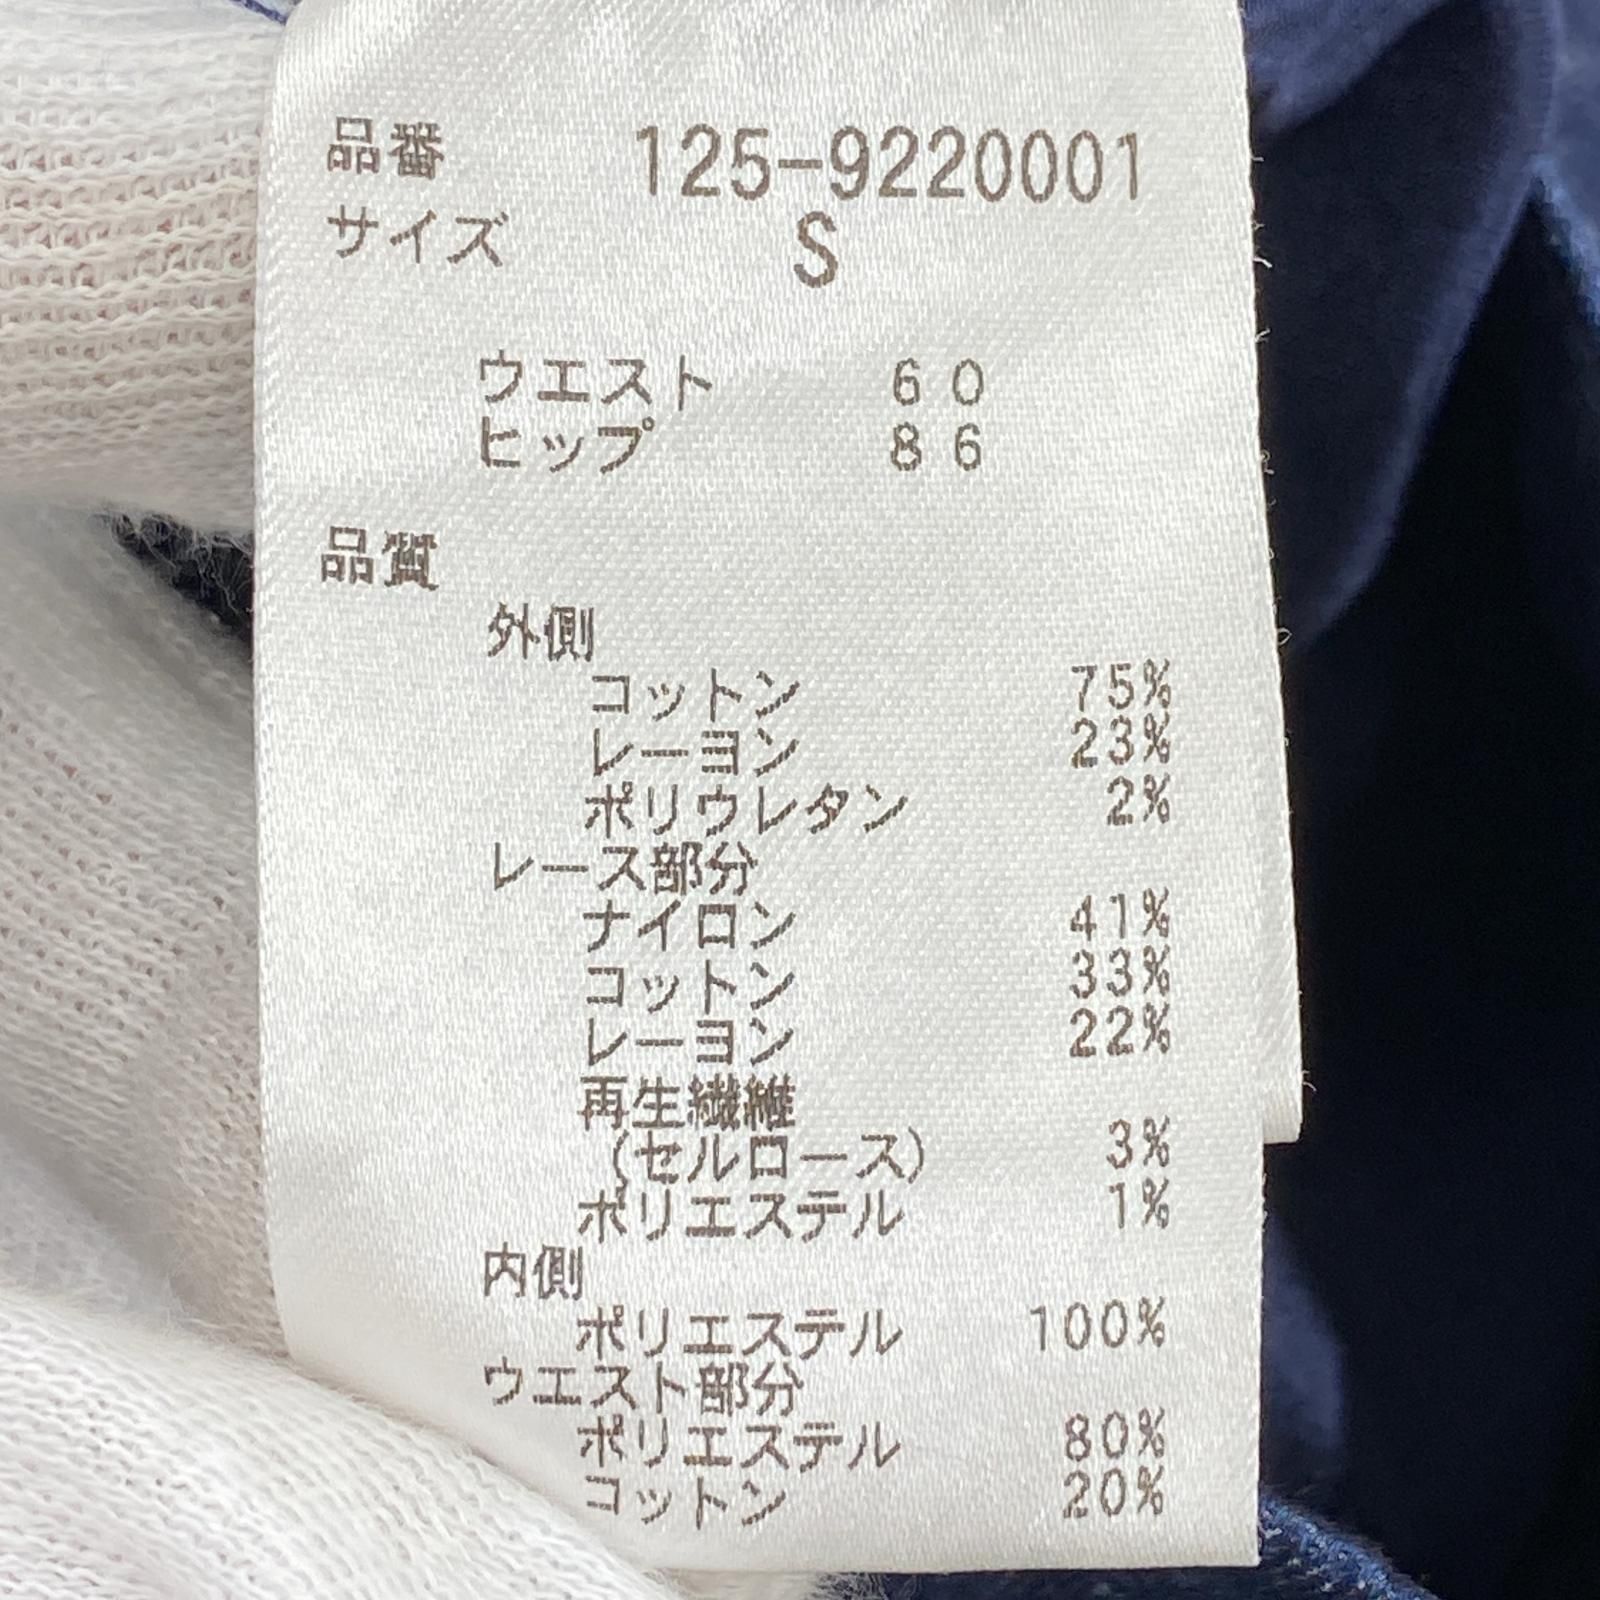 品番 125-9220001
サイズ S
ウエスト 60
ヒップ 86
品質
外側
コットン 75%
レーヨン 23%
ポリウレタン 2%
レース部分
ナイロン 41%
コットン 33%
レーヨン 22%
再生繊維
(セルロース) 3%
ポリエステル 1%
内側
ポリエステル 100%
ウエスト部分
ポリエステル 80%
コットン 20%